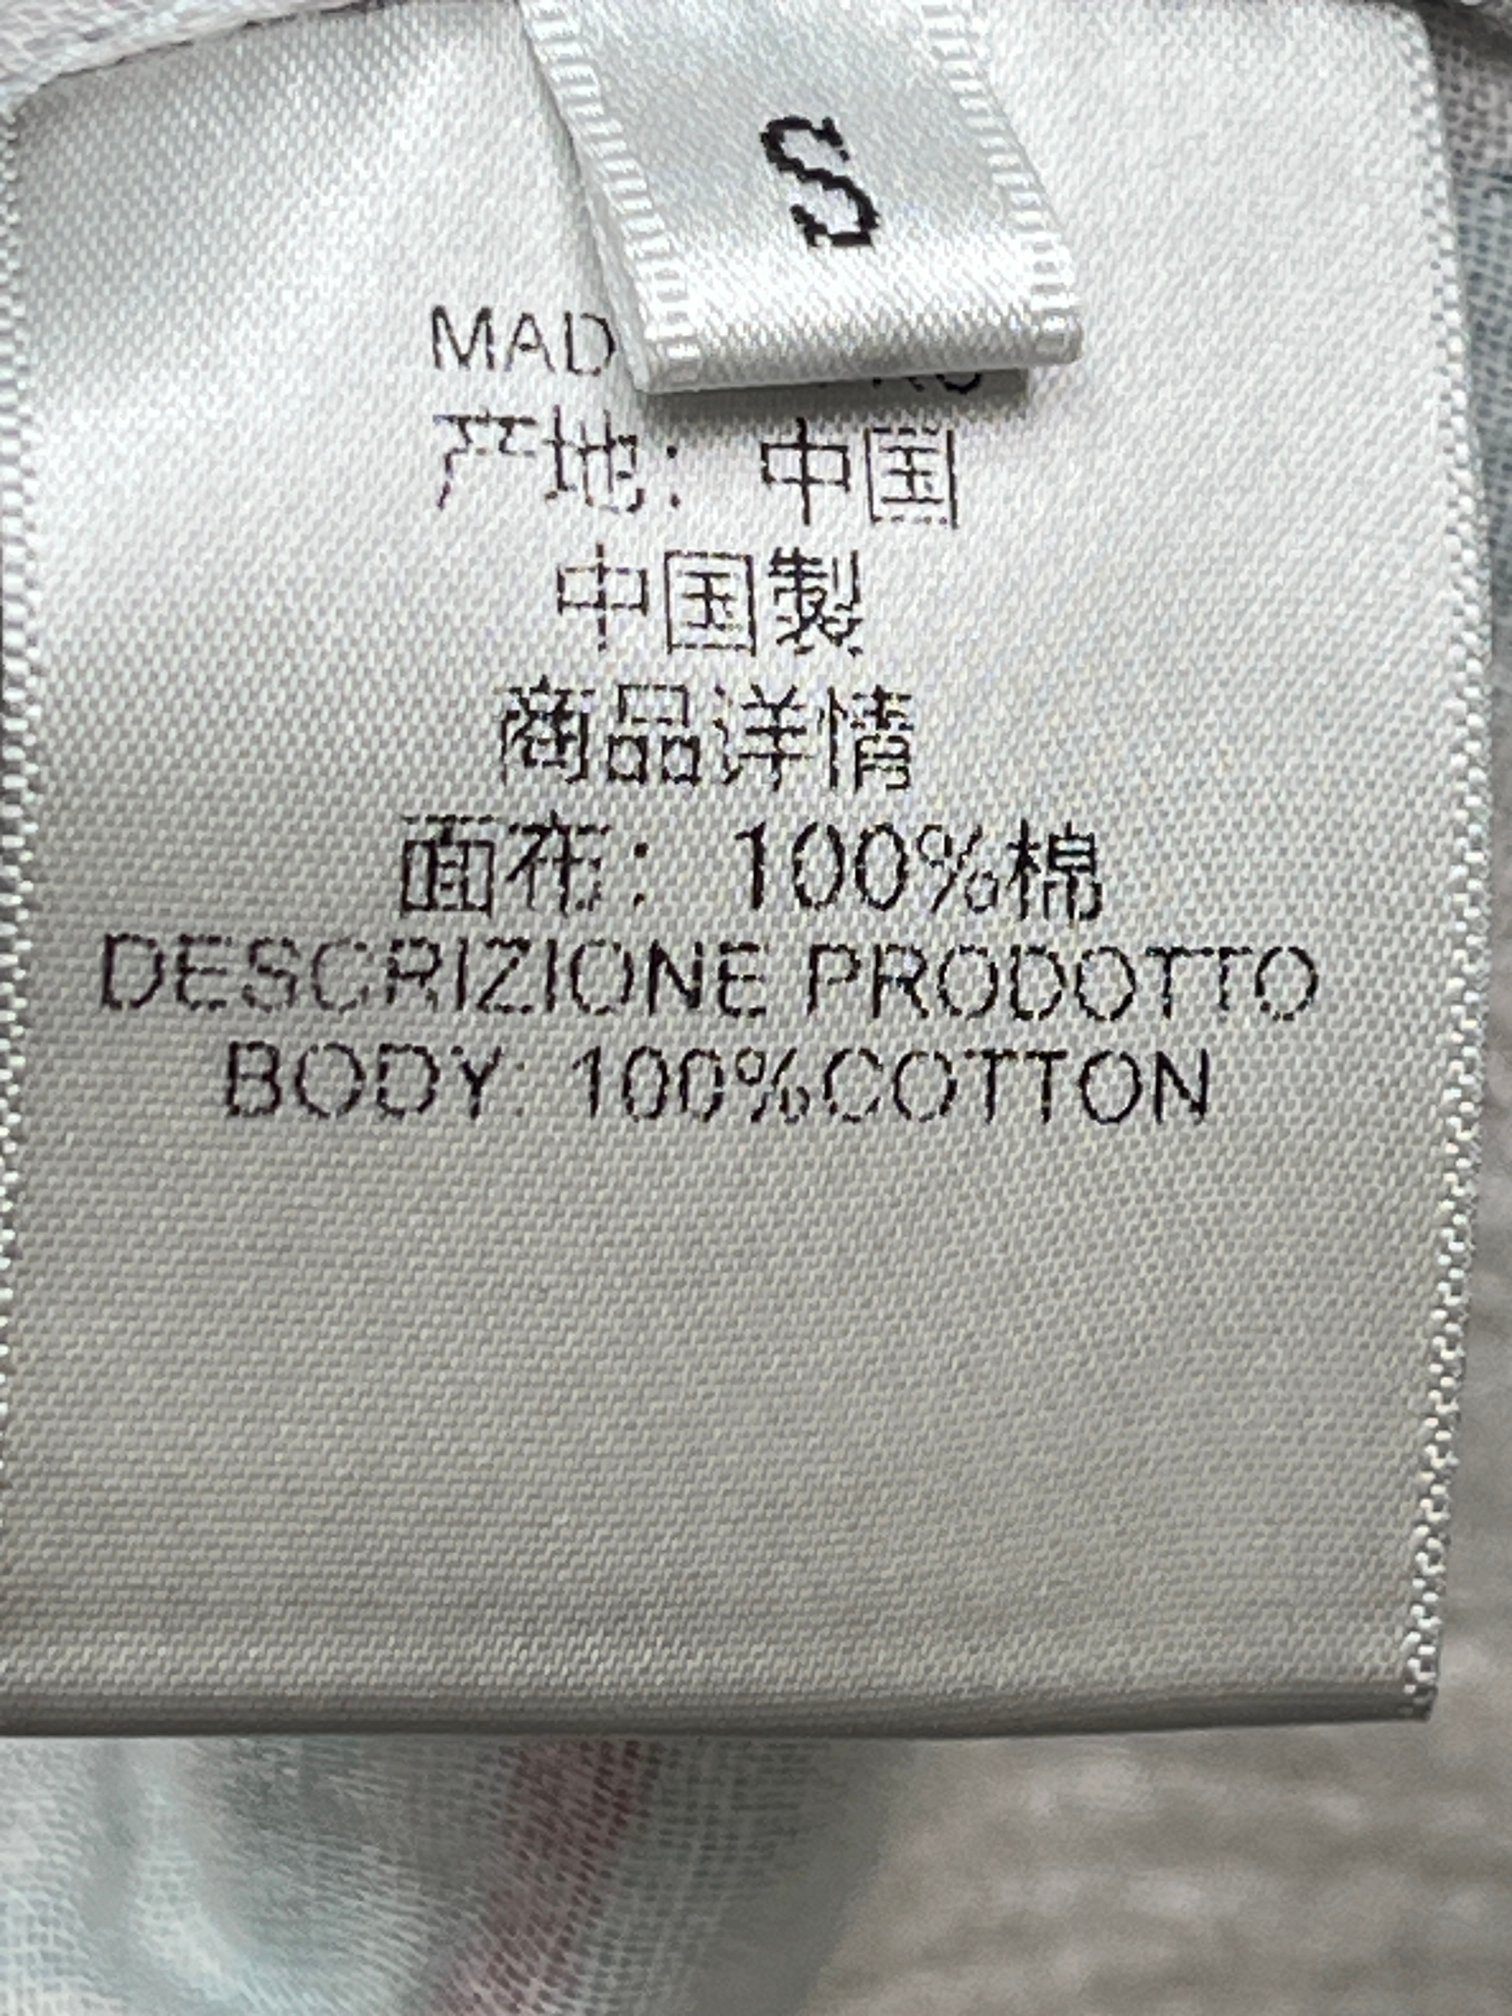 S
MAD
产地: 中国
中国製
商品洋情
面布: 100%棉
DESCRIZIONE PRODOTTO
BODY: 100%COTTON